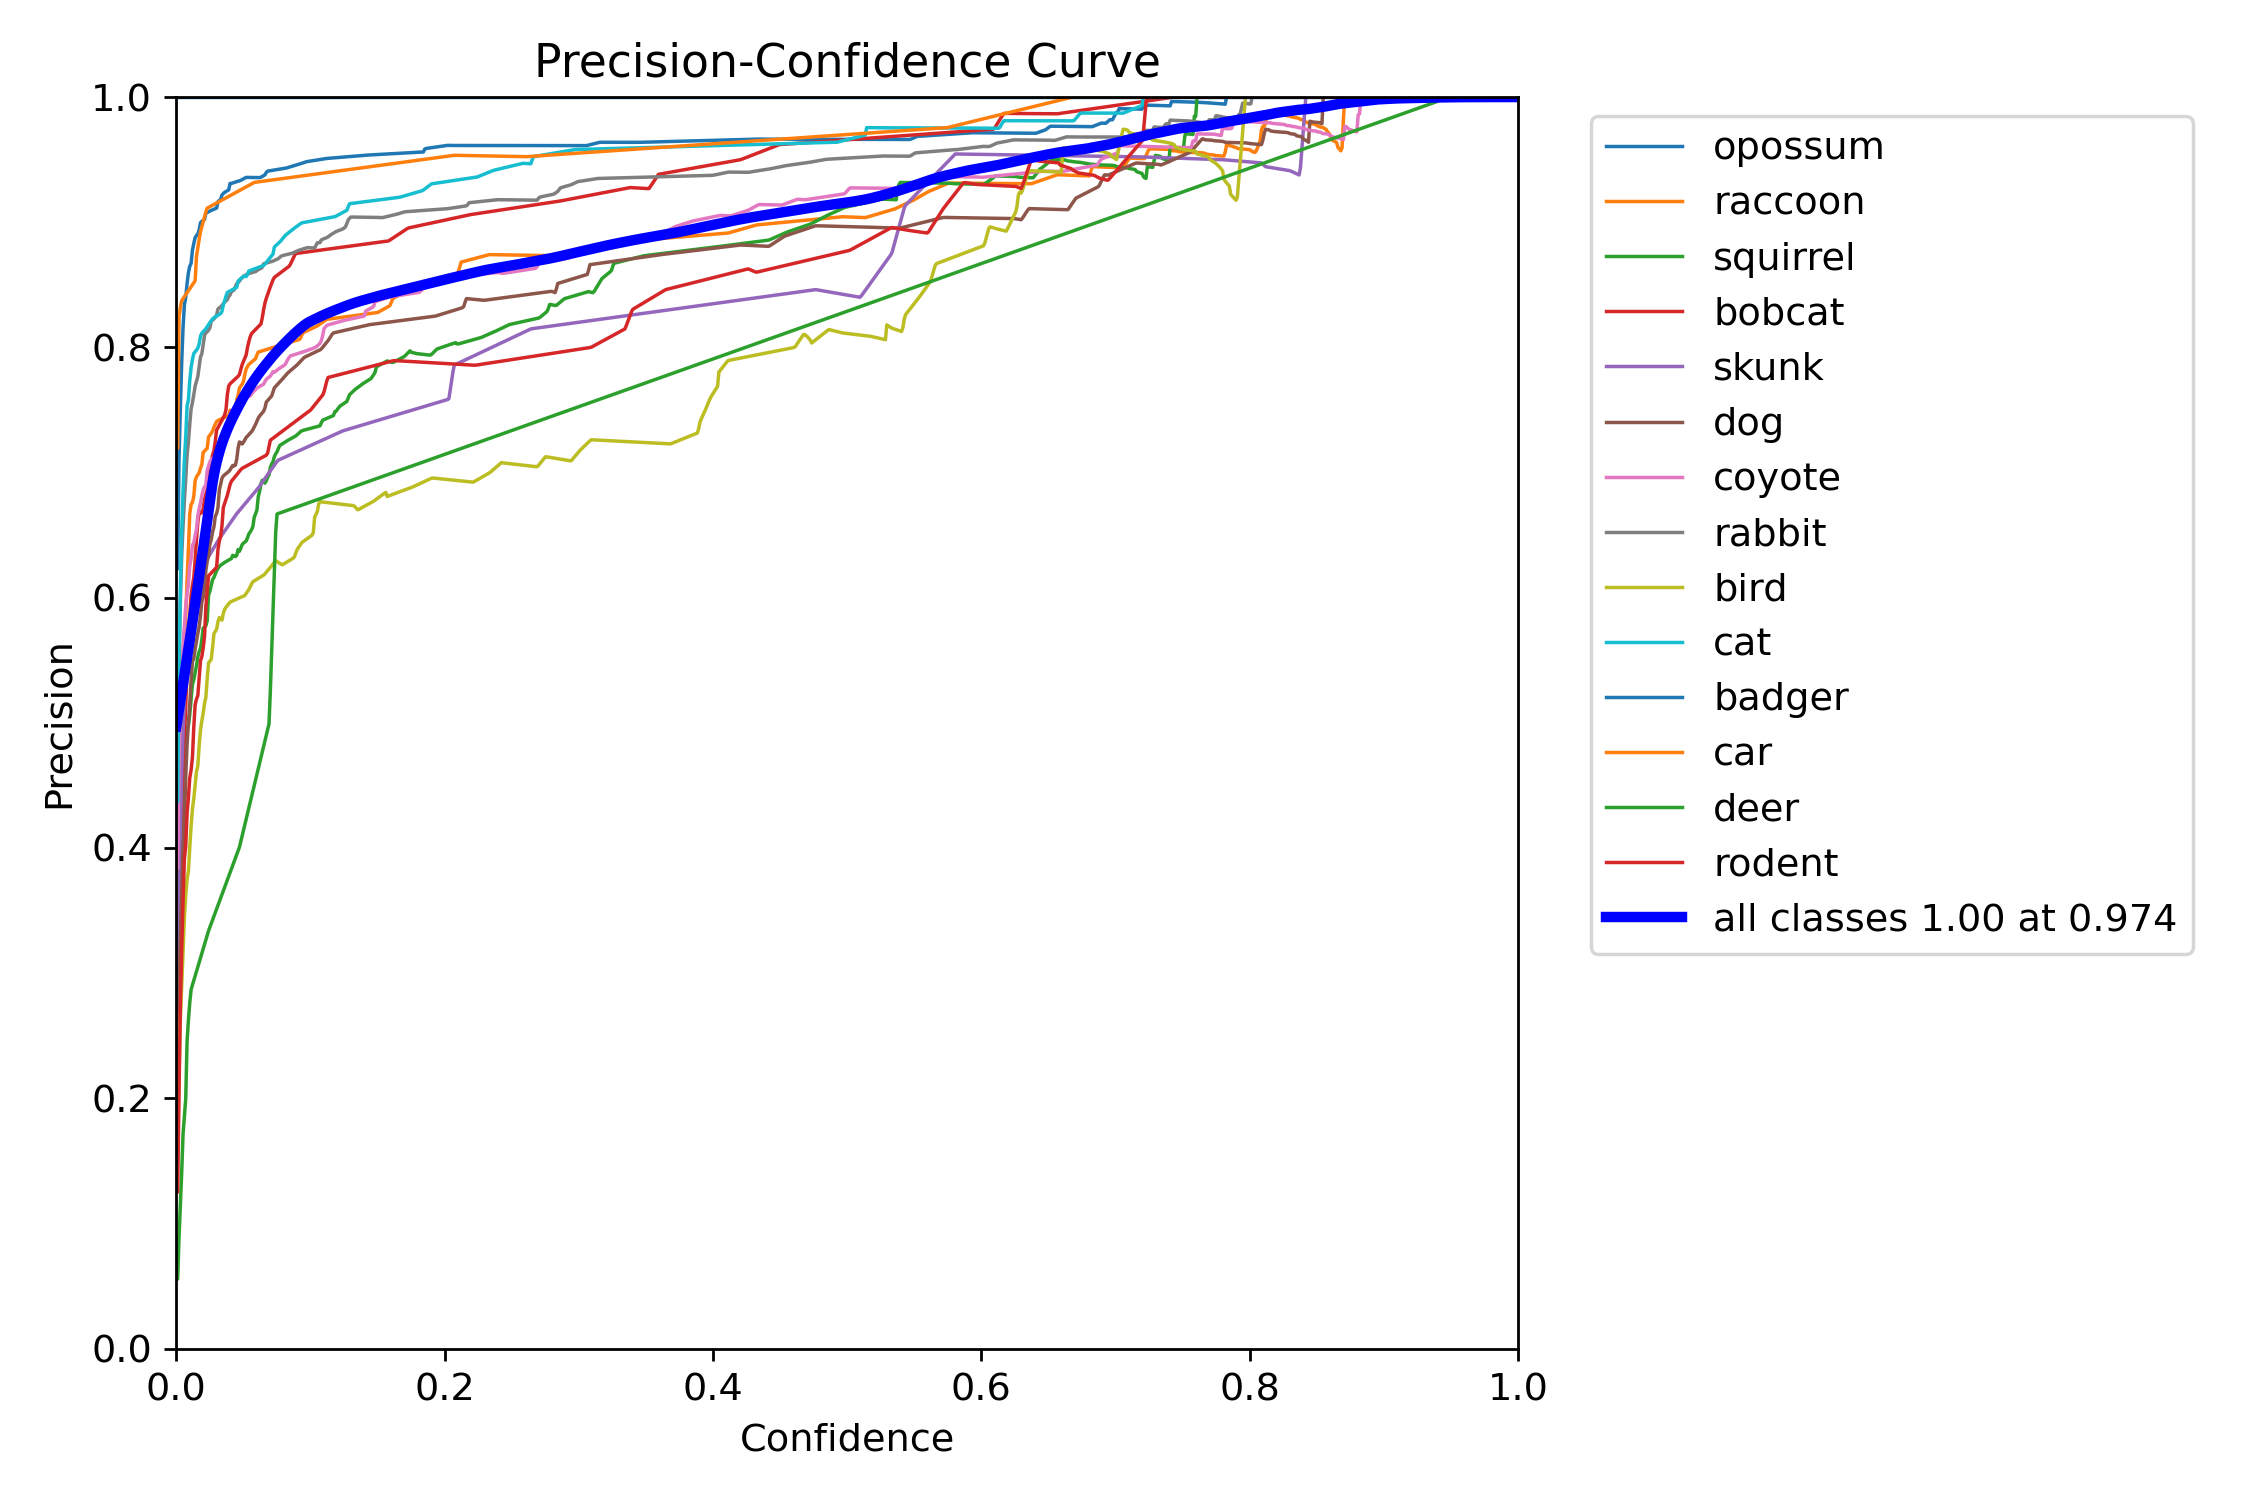 Precision-Confidence Curve
1.0
0.8
0.6
0.4
0.2
0.0
Precision
0.0 0.2 0.4 0.6 0.8 1.0
Confidence
opossum
raccoon
squirrel
bobcat
skunk
dog
coyote
rabbit
bird
cat
badger
car
deer
rodent
all classes 1.00 at 0.974